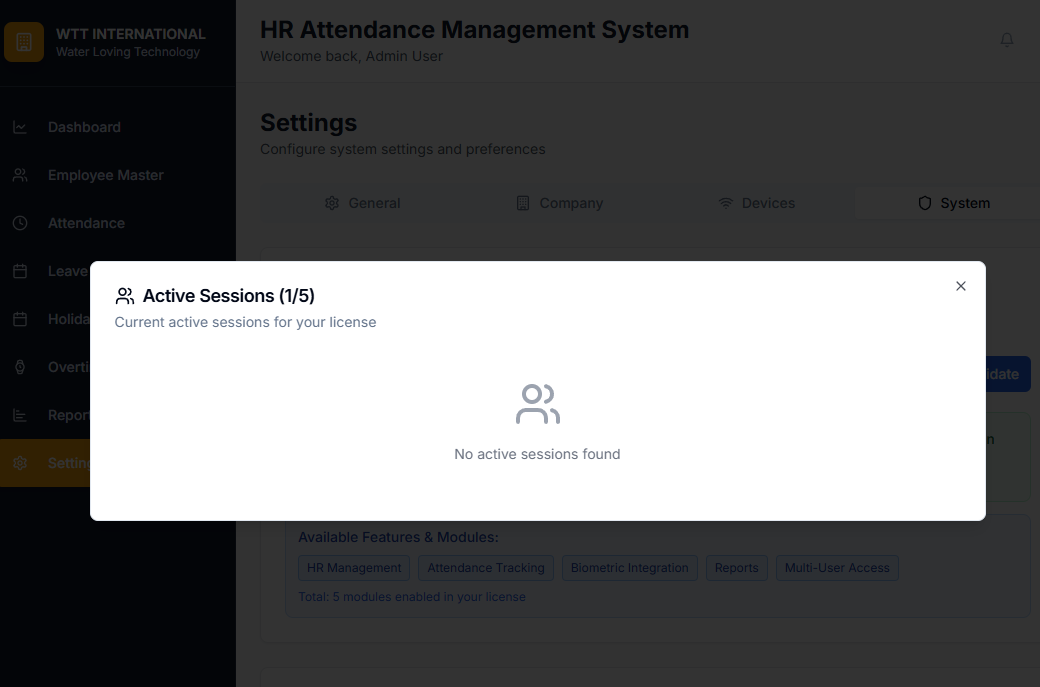 WTT INTERNATIONAL
Water Loving Technology
HR Attendance Management System
Welcome back, Admin User
Dashboard
Employee Master
Attendance
Leave
Holida
Overti
Report
Settin
Settings
Configure system settings and preferences
General
Company
Devices
System
Active Sessions (1/5)
Current active sessions for your license
No active sessions found
idate
n
Available Features & Modules:
HR Management
Attendance Tracking
Biometric Integration
Reports
Multi-User Access
Total: 5 modules enabled in your license